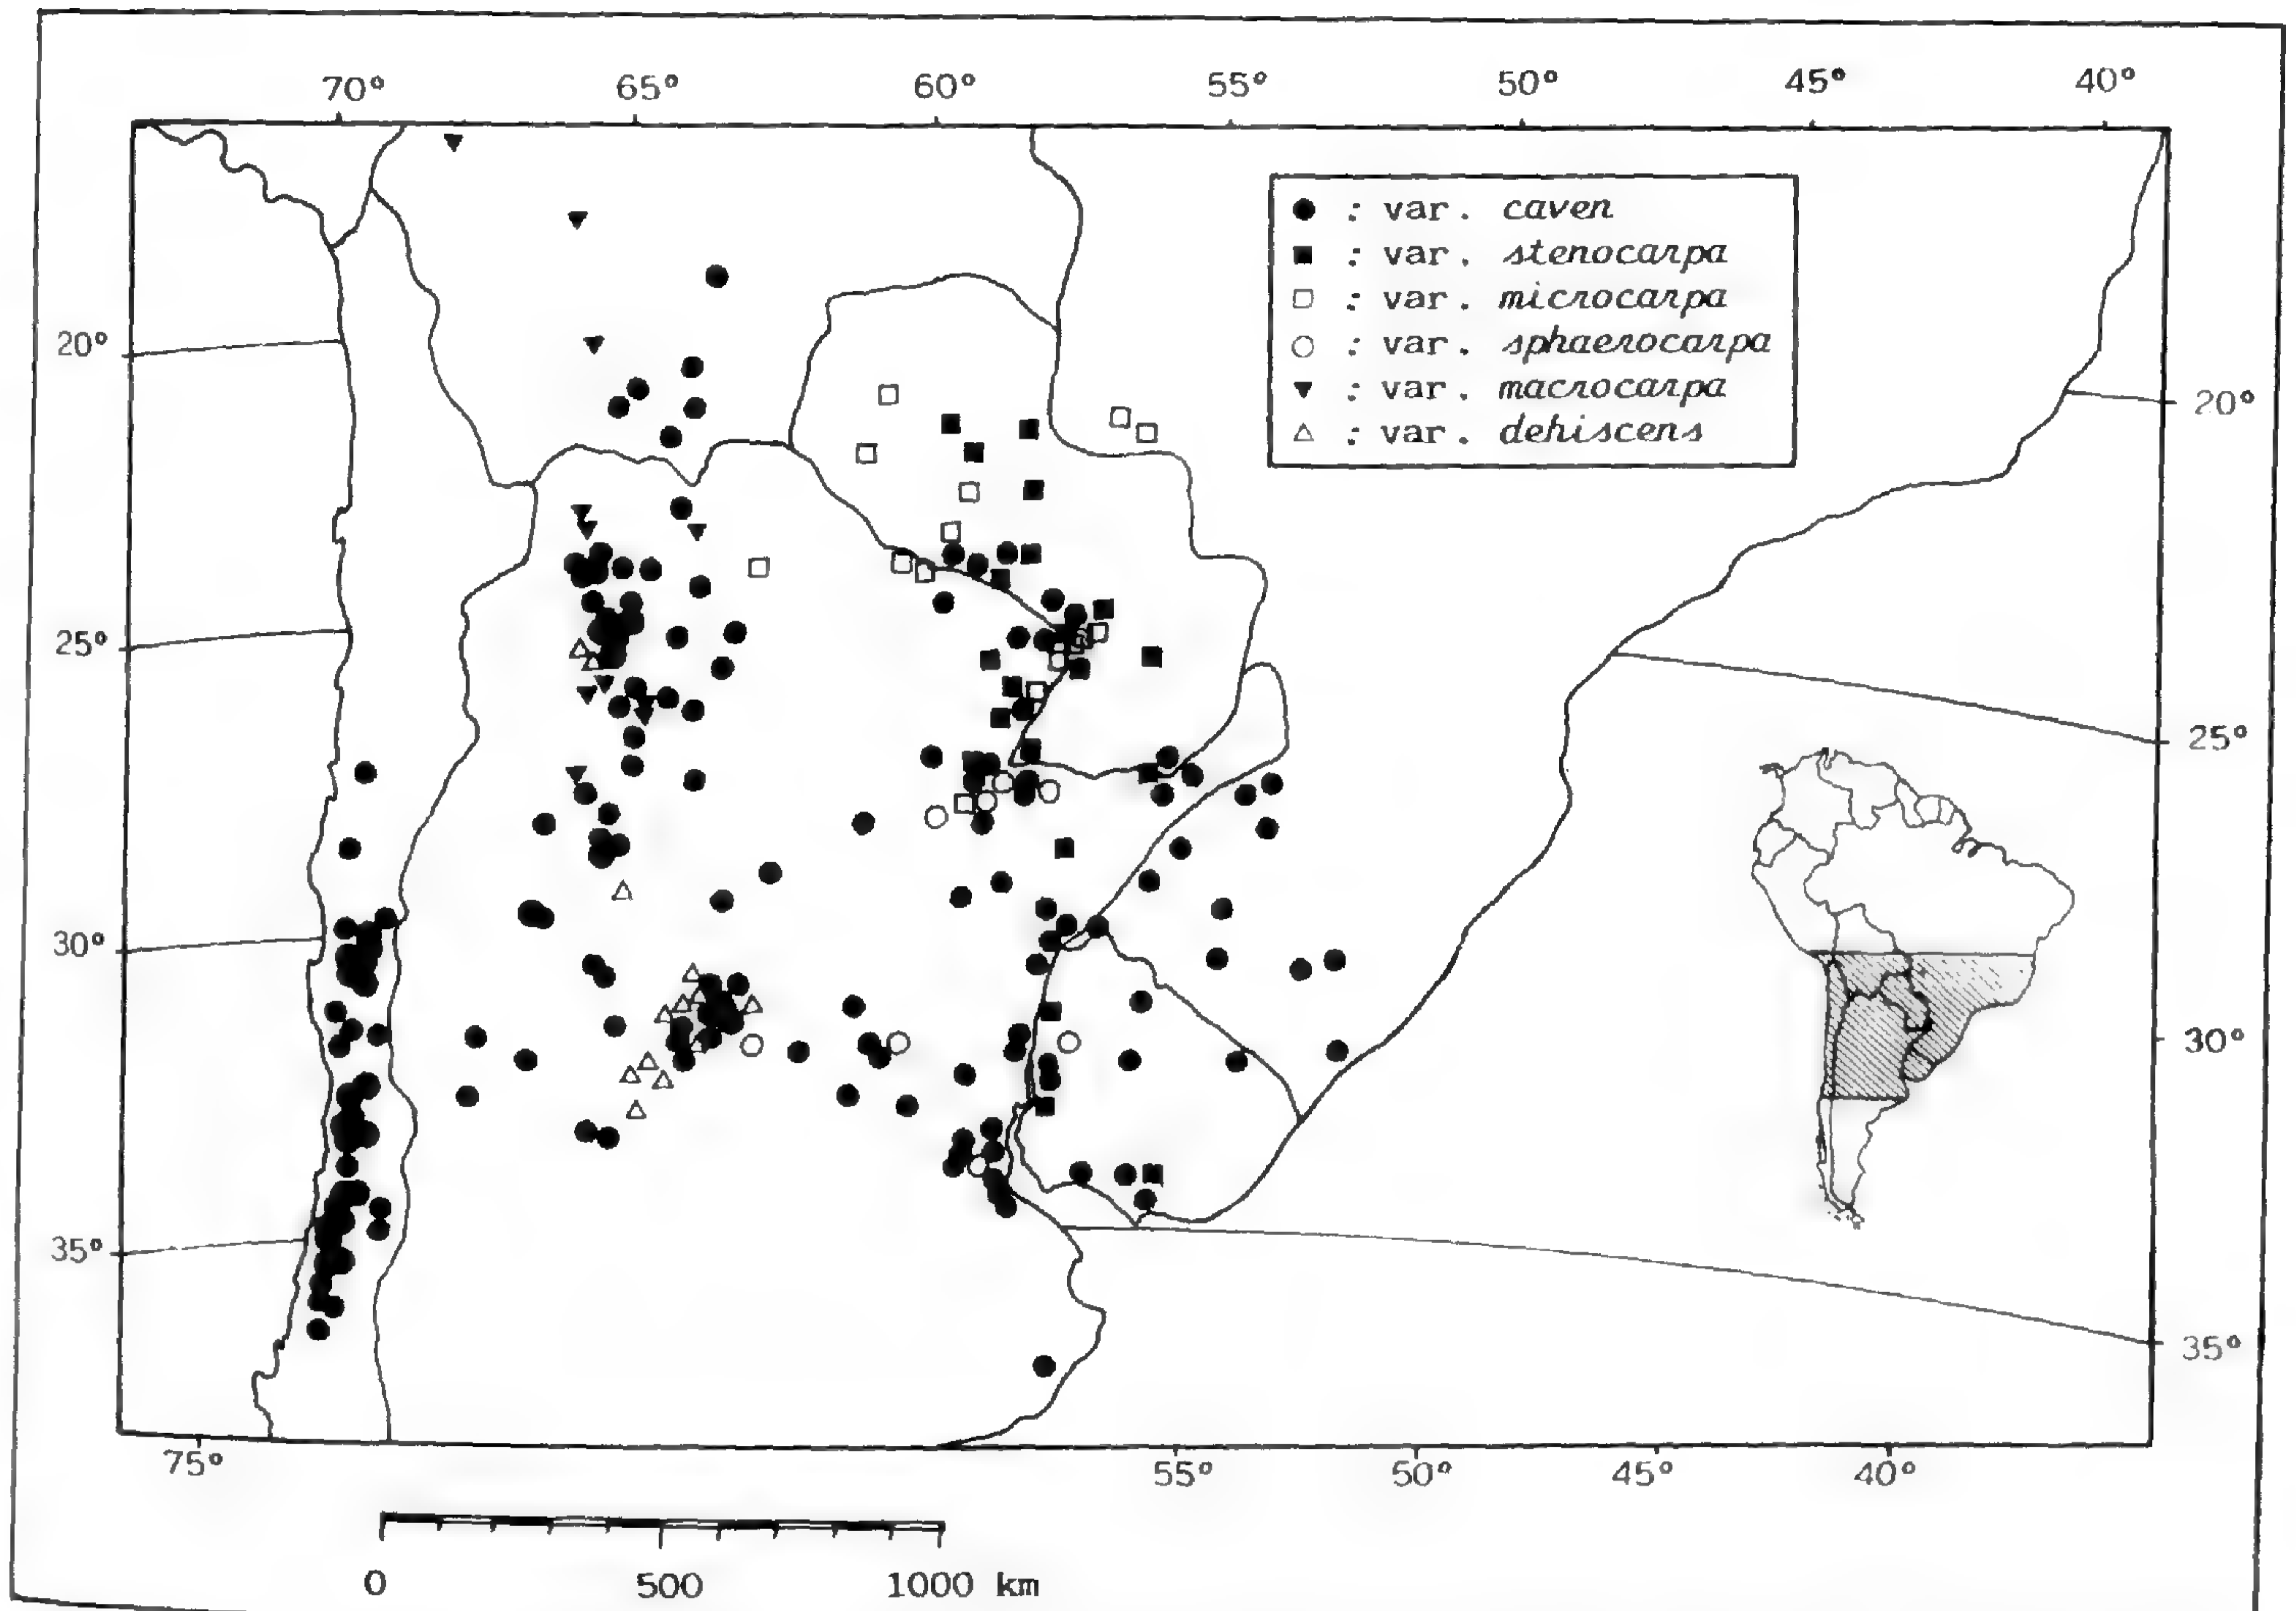 70° 65° 60° 55° 50° 45° 40°
● : var. caven
■ : var. stenocarpa
□ : var. microcarpa
○ : var. sphaerocarpa
▼ : var. macrocarpa
△ : var. dehiscens
20°
20°
25°
25°
30°
30°
35°
35°
75° 55° 50° 45° 40°
0 500 1000 km